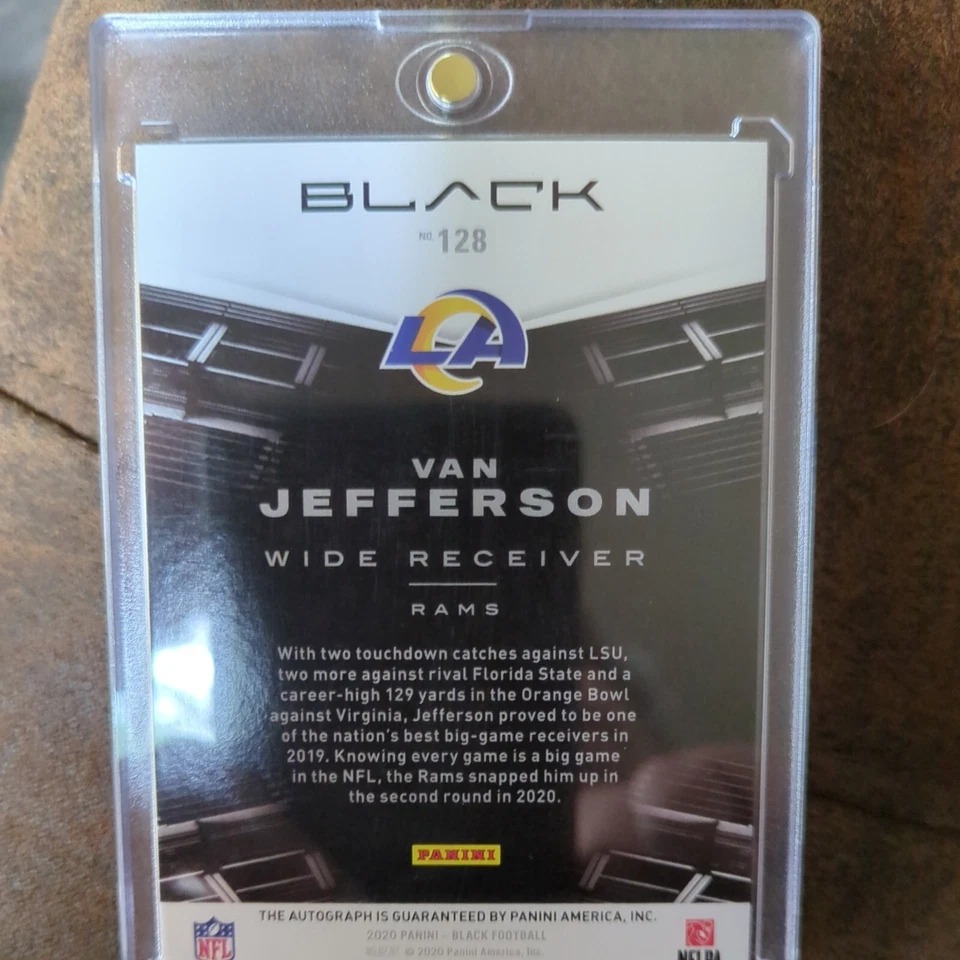 BLACK
NO. 128
LA
VAN
JEFFERSON
WIDE RECEIVER
RAMS
With two touchdown catches against LSU,
two more against rival Florida State and a
career-high 129 yards in the Orange Bowl
against Virginia, Jefferson proved to be one
of the nation's best big-game receivers in
2019. Knowing every game is a big game
in the NFL, the Rams snapped him up in
the second round in 2020.
PANINI
THE AUTOGRAPH IS GUARANTEED BY PANINI AMERICA, INC.
2020 PANINI – BLACK FOOTBALL
© 2020 Panini America, Inc.
NFL
NFLPA